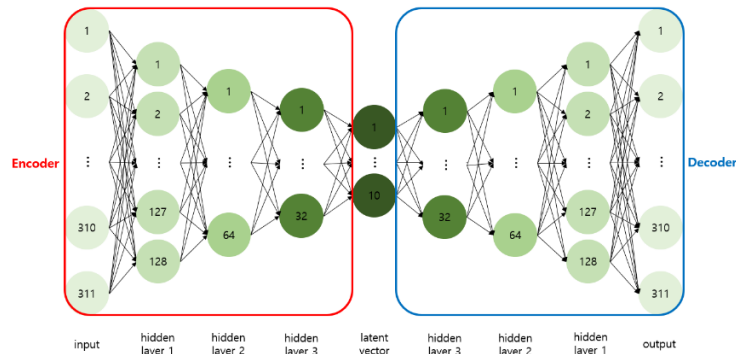 1
2
⋮
310
311
1
2
⋮
127
128
1
⋮
64
1
⋮
32
1
⋮
10
1
⋮
32
1
⋮
64
1
2
⋮
127
128
1
2
...
310
311
Encoder
Decoder
input
hidden
layer 1
hidden
layer 2
hidden
layer 3
latent
vector
hidden
layer 3
hidden
layer 2
hidden
layer 1
output